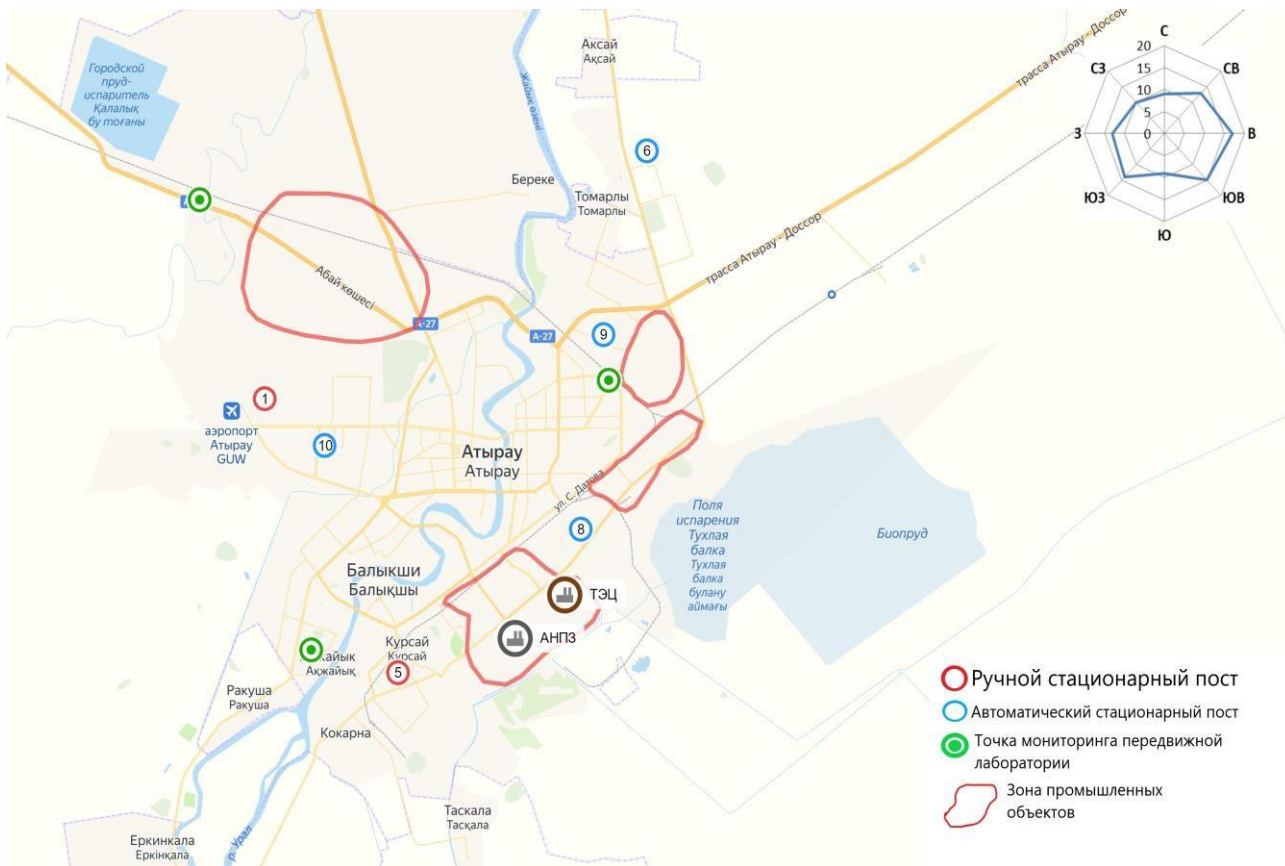 Аксай
Ақсай
трасса Атырау - Доссор
С
20
СЗ
15
СВ
10
5
З
0
В
ЮЗ
ЮВ
Ю
Городской
пруд-
испаритель
Қалалық
бу тоғаны
Жайық өзені
6
Береке
Томарлы
Томарлы
трасса Атырау - Доссор
Абай көшесі
А-27
А-27
9
1
аэропорт
Атырау
GUW
10
Атырау
Атырау
ул. С. Датова
8
Поля
испарения
Тухлая
балка
Тухлая
балка
булану
аймағы
Биопруд
Балыкши
Балықшы
ТЭЦ
АНПЗ
Курсай
Курсай
5
Ақжайық
Ракуша
Ракуша
Кокарна
Таскала
Тасқала
Еркинкала
Еркінқала
р. Урал
Ручной стационарный пост
Автоматический стационарный пост
Точка мониторинга передвижной
лаборатории
Зона промышленных
объектов